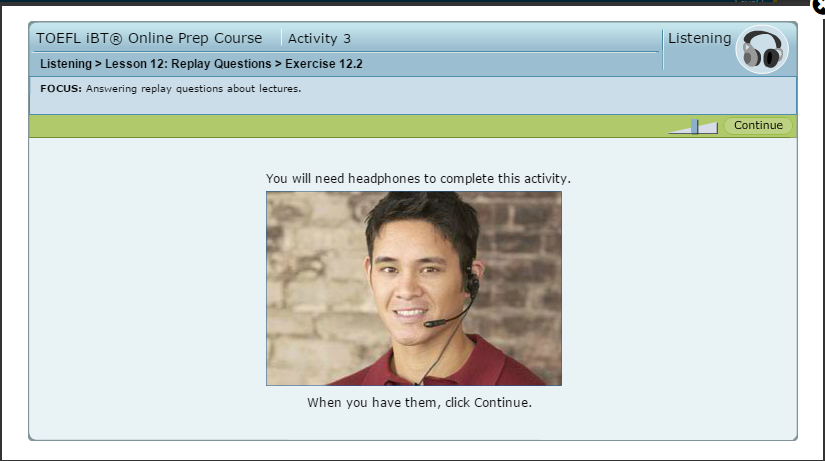 TOEFL iBT® Online Prep Course Activity 3 Listening
Listening > Lesson 12: Replay Questions > Exercise 12.2
FOCUS: Answering replay questions about lectures.
Continue
You will need headphones to complete this activity.
When you have them, click Continue.